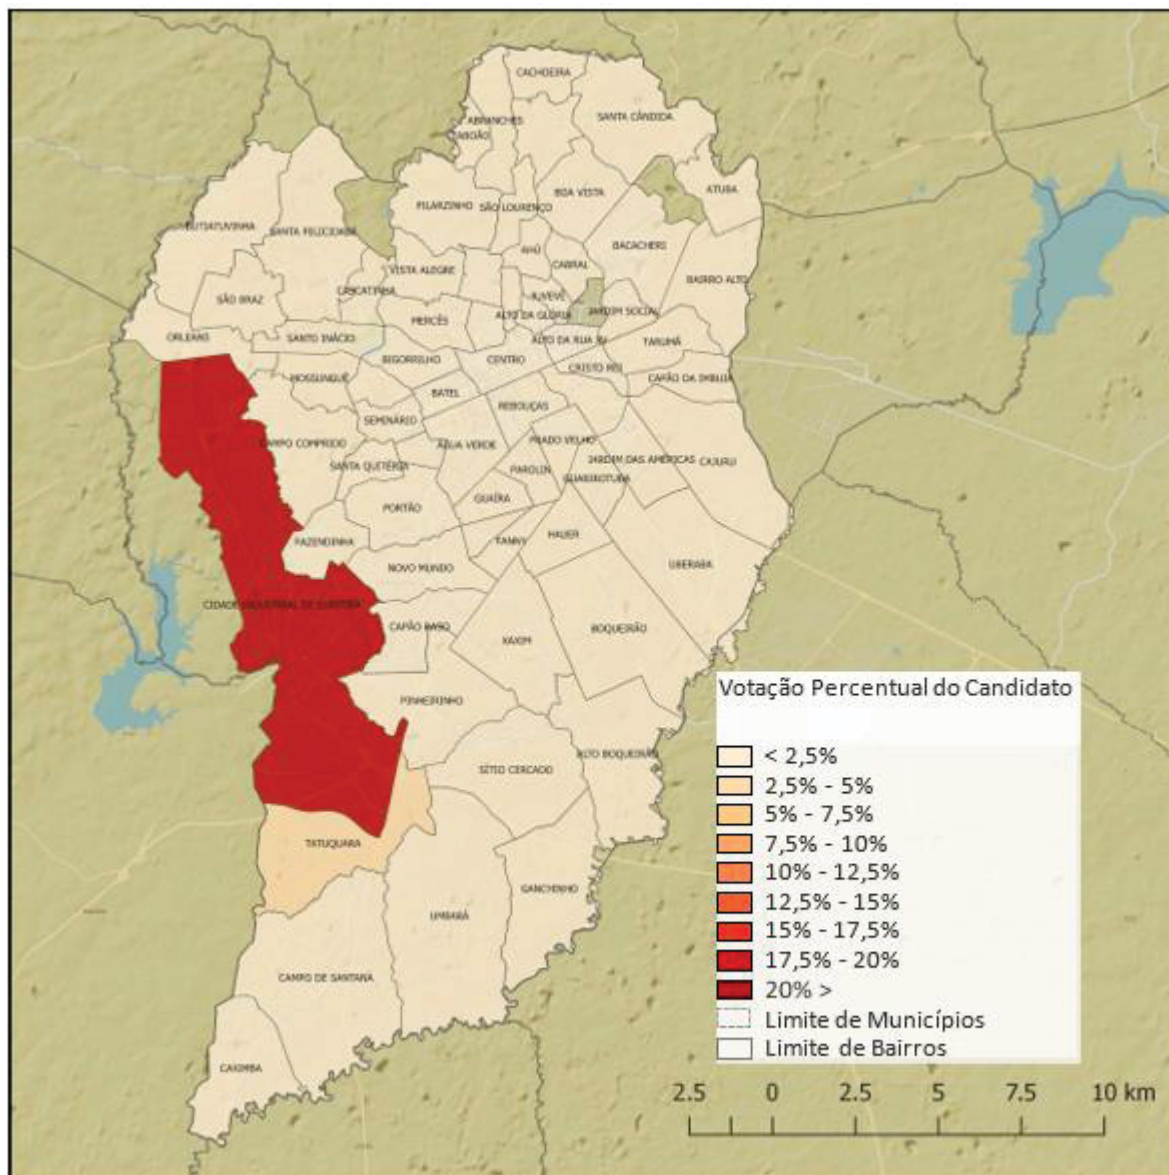 CACHOEIRA
ABRANCHES
SANTA CÂNDIDA
TABOÃO
ATUBA
BOA VISTA
PILARZINHO
SÃO LOURENÇO
BUTIATUVINHA
SANTA FELICIDADE
BACACHERI
AHÚ
CABRAL
VISTA ALEGRE
BAIRRO ALTO
CASCATINHA
SÃO BRAZ
JUVEVÊ
MERCÊS
ALTO DA GLÓRIA
JARDIM SOCIAL
ORLEANS
SANTO INÁCIO
ALTO DA RUA XV
TARUMÃ
BIGORRILHO
CENTRO
CRISTO REI
MOSSUNGUÊ
CAPÃO DA IMBUIA
BATEL
REBOUÇAS
SEMINÁRIO
CAMPO COMPRIDO
ÁGUA VERDE
PRADO VELHO
SANTA QUITÉRIA
PAROLIN
JARDIM DAS AMÉRICAS
CAJURU
GUABIROTUBA
GUAÍRA
PORTÃO
FAZENDINHA
FANNY
HAUER
NOVO MUNDO
UBERABA
CIDADE INDUSTRIAL DE CURITIBA
CAPÃO RASO
XAXIM
BOQUEIRÃO
PINHEIRINHO
ALTO BOQUEIRÃO
SÍTIO CERCADO
TATUQUARA
GANCHINHO
UMBARÁ
CAMPO DE SANTANA
CAXIMBA
Votação Percentual do Candidato
< 2,5%
2,5% - 5%
5% - 7,5%
7,5% - 10%
10% - 12,5%
12,5% - 15%
15% - 17,5%
17,5% - 20%
20% >
Limite de Municípios
Limite de Bairros
2.5 0 2.5 5 7.5 10 km